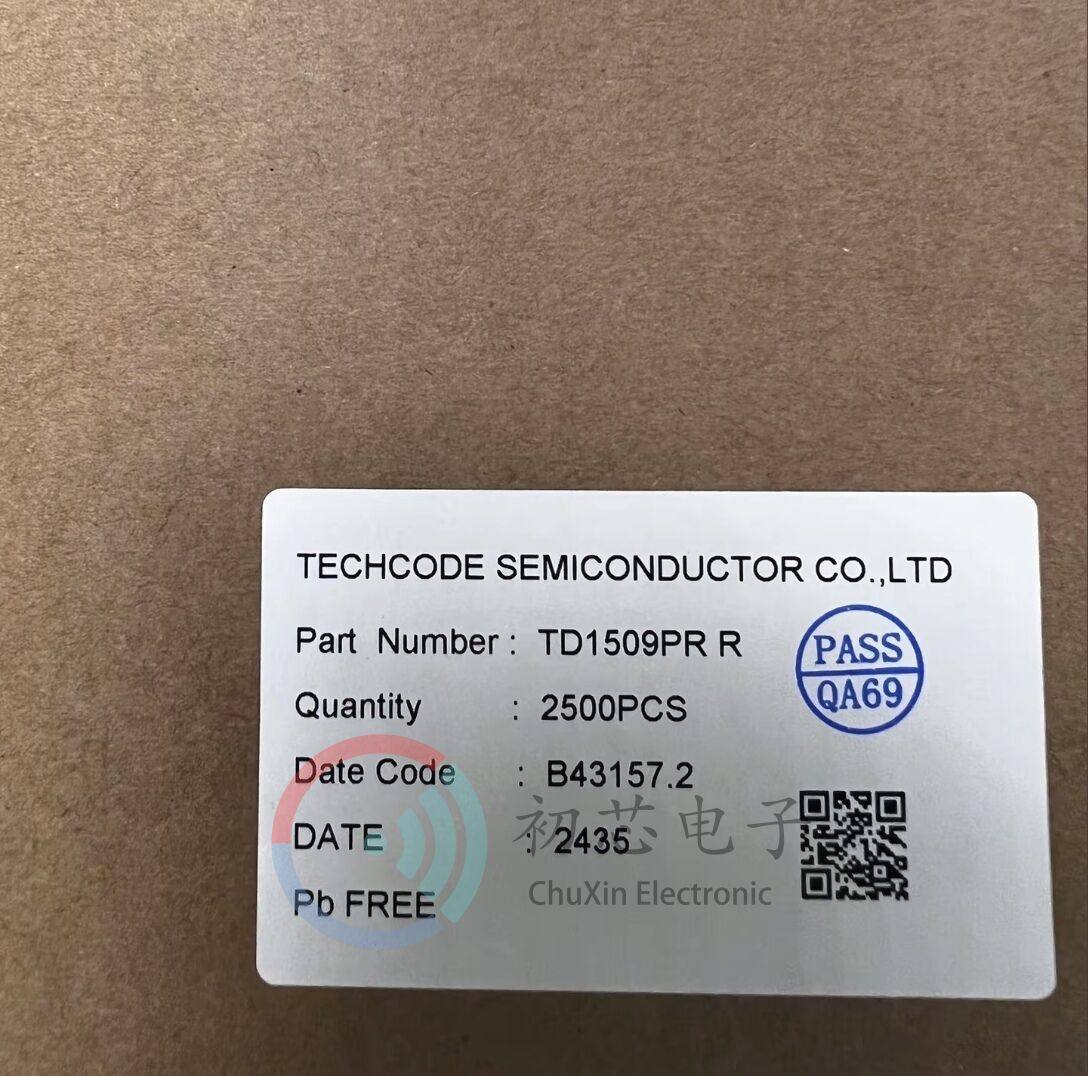 TECHCODE SEMICONDUCTOR CO.,LTD
Part Number : TD1509PR R
PASS
QA69
Quantity : 2500PCS
Date Code : B43157.2
DATE : 2435
初芯电子
ChuXin Electronic
Pb FREE